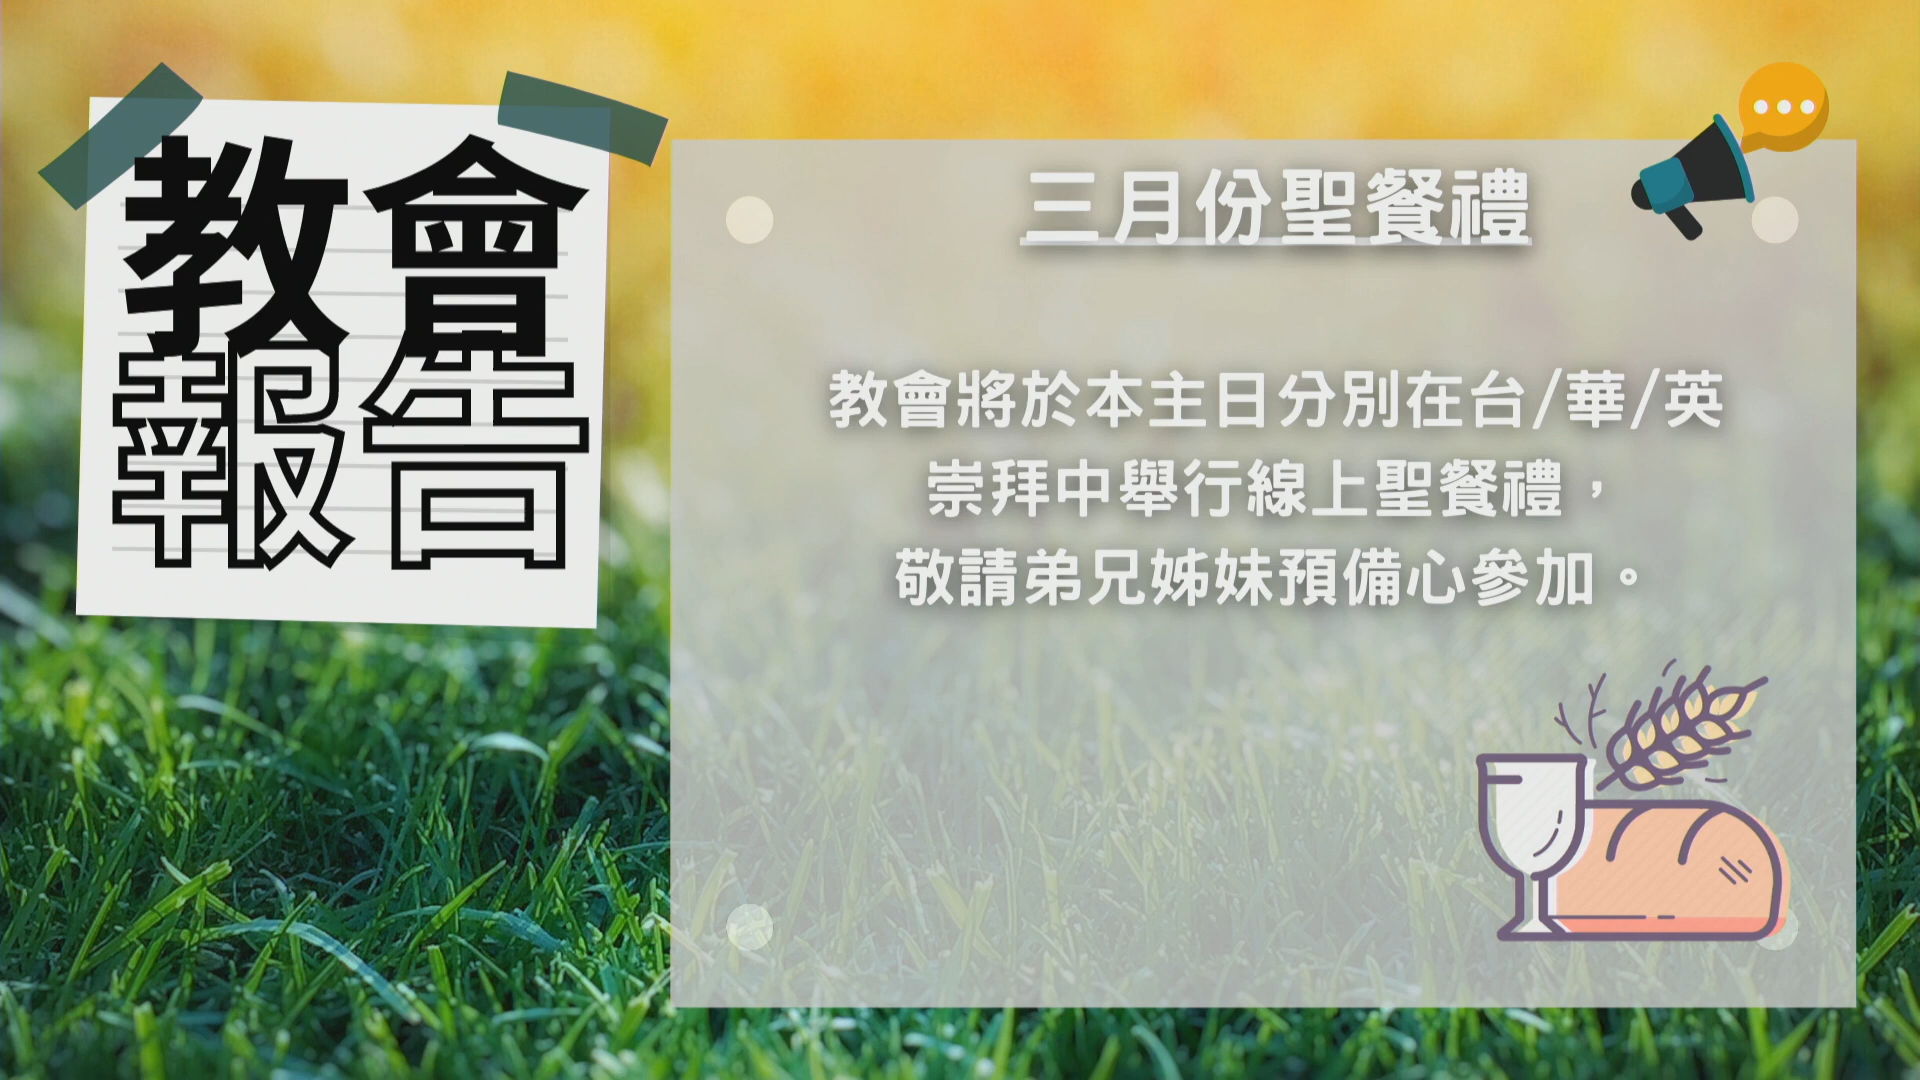 教會
報告
三月份聖餐禮
教會將於本主日分別在台/華/英
崇拜中舉行線上聖餐禮，
敬請弟兄姊妹預備心參加。